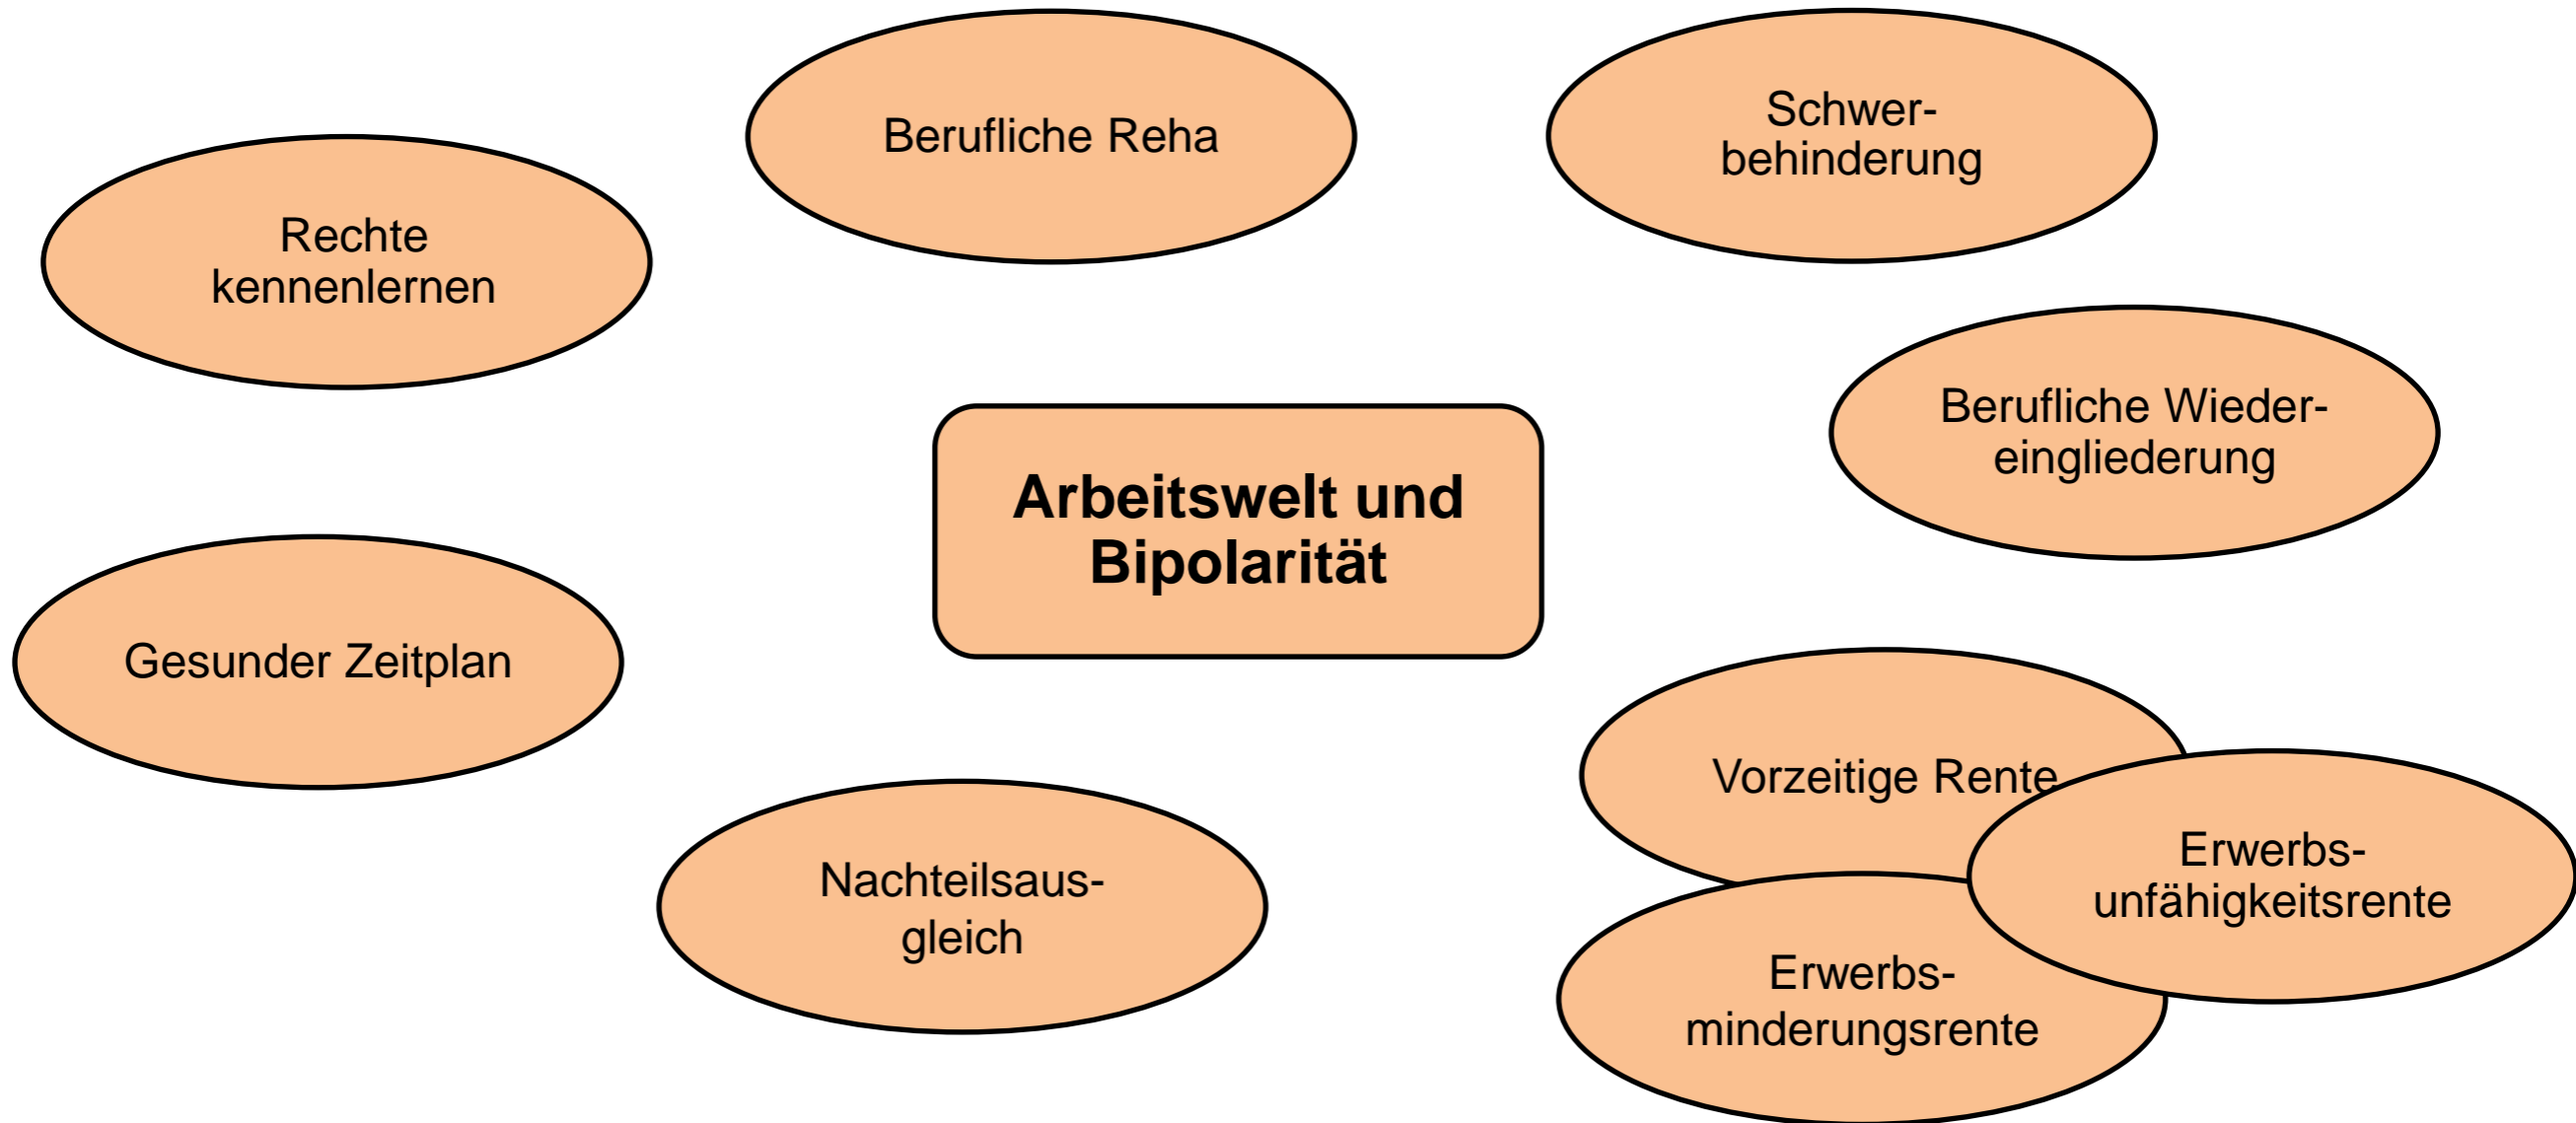 Berufliche Reha
Schwer-
behinderung
Rechte
kennenlernen
Berufliche Wieder-
eingliederung
Arbeitswelt und
Bipolarität
Gesunder Zeitplan
Vorzeitige Rente
Nachteilsaus-
gleich
Erwerbs-
unfähigkeitsrente
Erwerbs-
minderungsrente